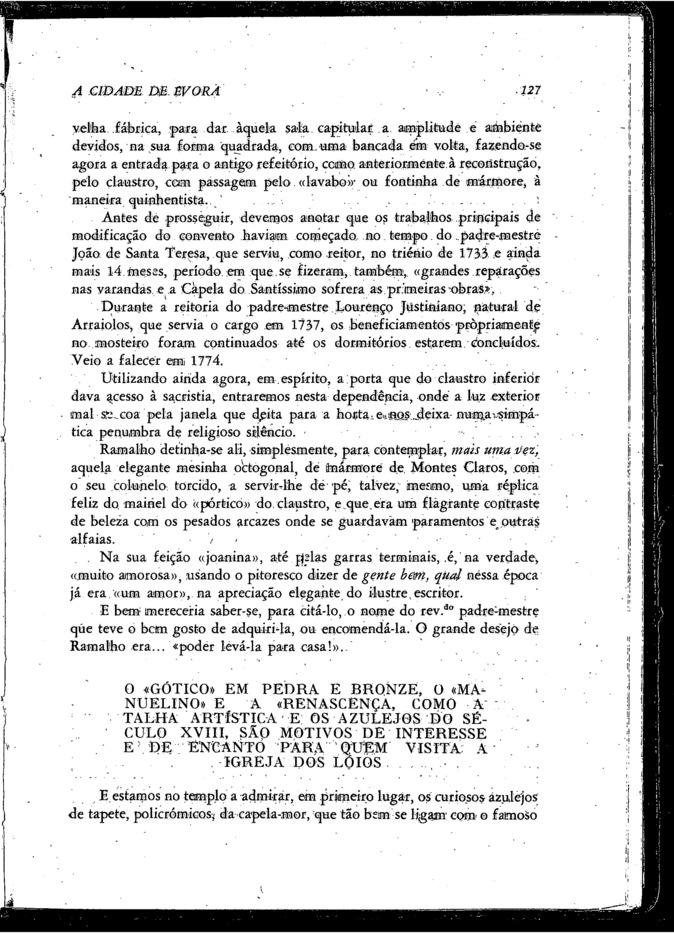 A CIDADE DE EVORA 127
velha fábrica, para dar àquela sala capitular a amplitude e ambiente
devidos, na sua forma quadrada, com uma bancada em volta, fazendo-se
agora a entrada para o antigo refeitório, como anteriormente à reconstrução,
pelo claustro, com passagem pelo «lavabo» ou fontinha de mármore, à
maneira quinhentista.
Antes de prosseguir, devemos anotar que os trabalhos principais de
modificação do convento haviam começado no tempo do padre-mestre
João de Santa Teresa, que serviu, como reitor, no triénio de 1733 e ainda
mais 14 meses, período em que se fizeram, também, «grandes reparações
nas varandas e a Capela do Santíssimo sofrera as primeiras obras».
Durante a reitoria do padre-mestre Lourenço Justiniano, natural de
Arraiolos, que servia o cargo em 1737, os beneficiamentos pròpriamente
no mosteiro foram continuados até os dormitórios estarem concluídos.
Veio a falecer em 1774.
Utilizando ainda agora, em espírito, a porta que do claustro inferior
dava acesso à sacristia, entraremos nesta dependência, onde a luz exterior
mal se coa pela janela que deita para a horta e nos deixa numa simpá-
tica penumbra de religioso silêncio.
Ramalho detinha-se ali, simplesmente, para contemplar, mais uma vez,
aquela elegante mesinha octogonal, de mármore de Montes Claros, com
o seu colunelo torcido, a servir-lhe de pé, talvez, mesmo, uma réplica
feliz do mainel do «pórtico» do claustro, e que era um flagrante contraste
de beleza com os pesados arcazes onde se guardavam paramentos e outras
alfaias.
Na sua feição «joanina», até pelas garras terminais, é, na verdade,
«muito amorosa», usando o pitoresco dizer de gente bem, qual nessa época
já era «um amor», na apreciação elegante do ilustre escritor.
E bem mereceria saber-se, para citá-lo, o nome do rev.do padre-mestre
que teve o bom gosto de adquiri-la, ou encomendá-la. O grande desejo de
Ramalho era... «poder levá-la para casa!».
O «GÓTICO» EM PEDRA E BRONZE, O «MA-
NUELINO» E A «RENASCENÇA, COMO A
TALHA ARTÍSTICA E OS AZULEJOS DO SÉ-
CULO XVIII, SÃO MOTIVOS DE INTERESSE
E DE ENCANTO PARA QUEM VISITA A
IGREJA DOS LÓIOS
E estamos no templo a admirar, em primeiro lugar, os curiosos azulejos
de tapete, policrómicos, da capela-mor, que tão bem se ligam com o famoso